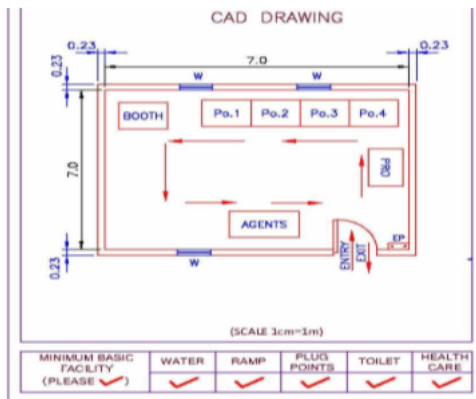 CAD DRAWING
0.23
0.23
7.0
0.23
W
W
BOOTH
Po.1
Po.2
Po.3
Po.4
7.0
PRO
AGENTS
EP
0.23
W
ENTRY
EXIT
(SCALE 1cm=1m)
MINIMUM BASIC
FACILITY
(PLEASE ✓)
WATER
RAMP
PLUG
POINTS
TOILET
HEALTH
CARE
✓ ✓ ✓ ✓ ✓